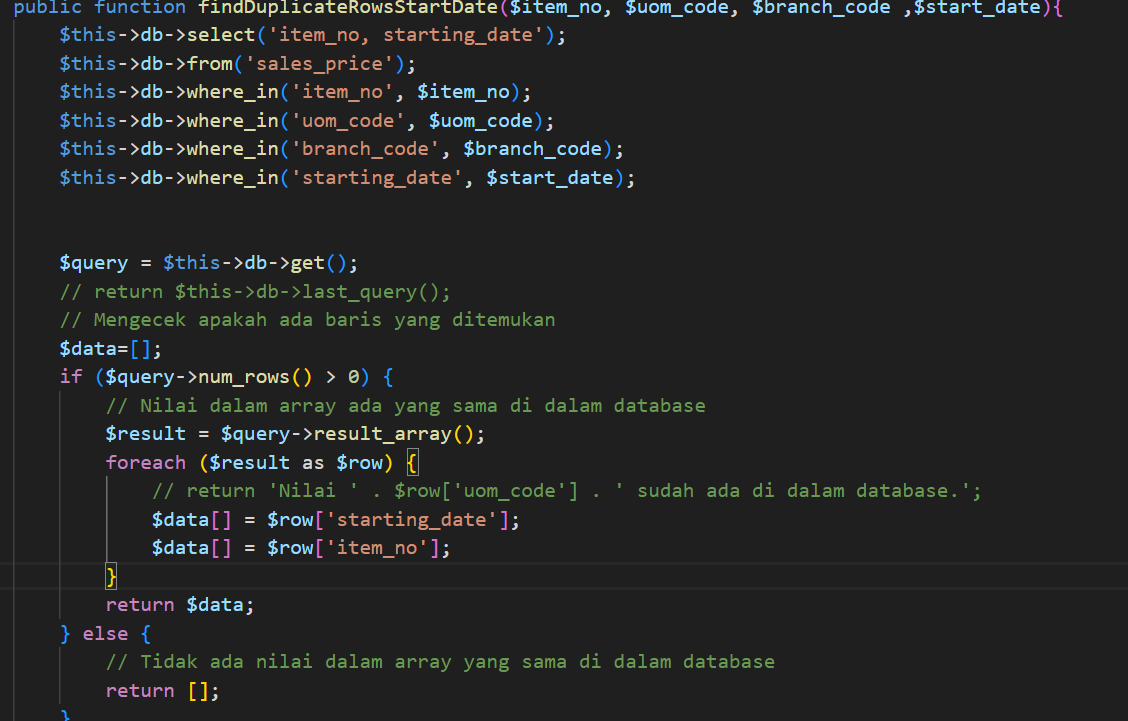 public function findDuplicateRowsStartDate($item_no, $uom_code, $branch_code ,$start_date){
$this->db->select('item_no, starting_date');
$this->db->from('sales_price');
$this->db->where_in('item_no', $item_no);
$this->db->where_in('uom_code', $uom_code);
$this->db->where_in('branch_code', $branch_code);
$this->db->where_in('starting_date', $start_date);
$query = $this->db->get();
// return $this->db->last_query();
// Mengecek apakah ada baris yang ditemukan
$data=[];
if ($query->num_rows() > 0) {
// Nilai dalam array ada yang sama di dalam database
$result = $query->result_array();
foreach ($result as $row) {
// return 'Nilai ' . $row['uom_code'] . ' sudah ada di dalam database.';
$data[] = $row['starting_date'];
$data[] = $row['item_no'];
}
return $data;
} else {
// Tidak ada nilai dalam array yang sama di dalam database
return [];
}